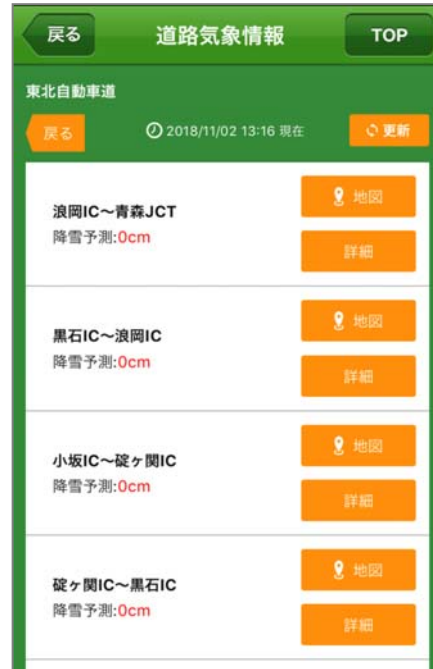 戻る 道路気象情報 TOP
東北自動車道
戻る 2018/11/02 13:16 現在 更新
浪岡IC～青森JCT
降雪予測:0cm
地図
詳細
黒石IC～浪岡IC
降雪予測:0cm
地図
詳細
小坂IC～碇ヶ関IC
降雪予測:0cm
地図
詳細
碇ヶ関IC～黒石IC
降雪予測:0cm
地図
詳細